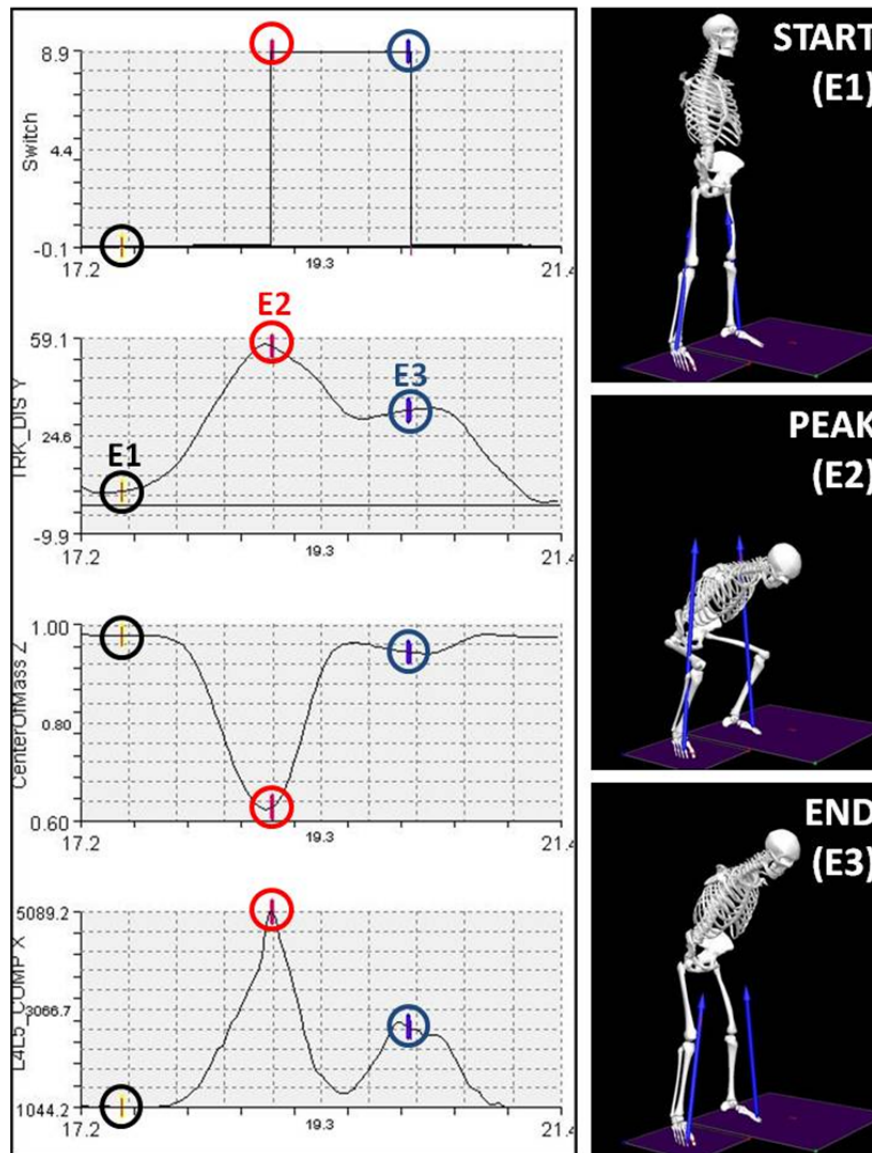 8.9
Switch
4.4
-0.1
17.2
19.3
21.4
E2
59.1
TRK_DIS Y
E3
24.6
E1
-9.9
17.2
19.3
21.4
1.00
CenterOfMass Z
0.80
0.60
17.2
19.3
21.4
5089.2
L4L5_COMP X
3066.7
1044.2
17.2
19.3
21.4
START
(E1)
PEAK
(E2)
END
(E3)